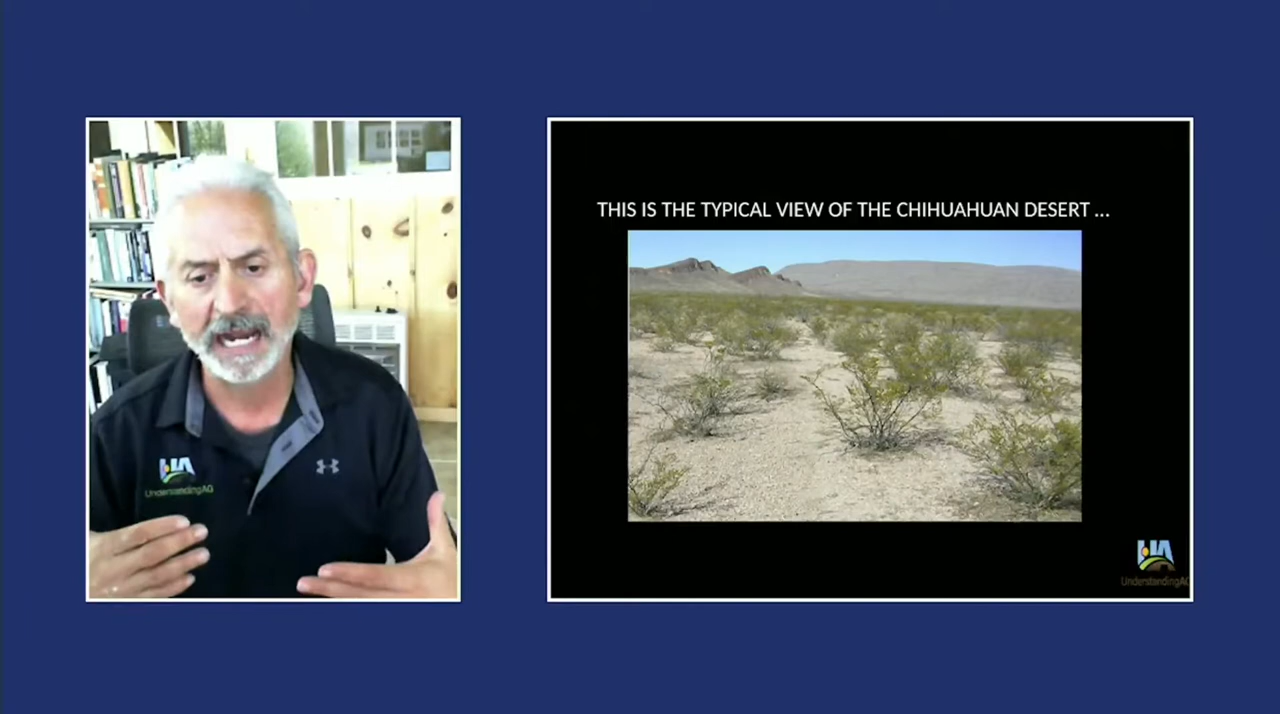 THIS IS THE TYPICAL VIEW OF THE CHIHUAHUAN DESERT ...
UnderstandingAG
UnderstandingAG